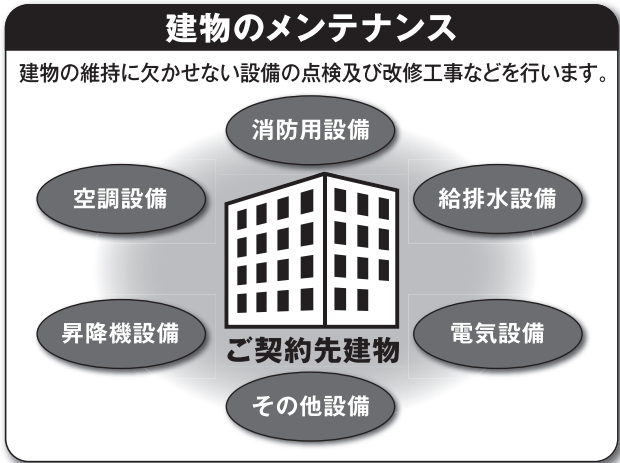 建物のメンテナンス
建物の維持に欠かせない設備の点検及び改修工事などを行います。
消防用設備
空調設備
給排水設備
昇降機設備
ご契約先建物
電気設備
その他設備